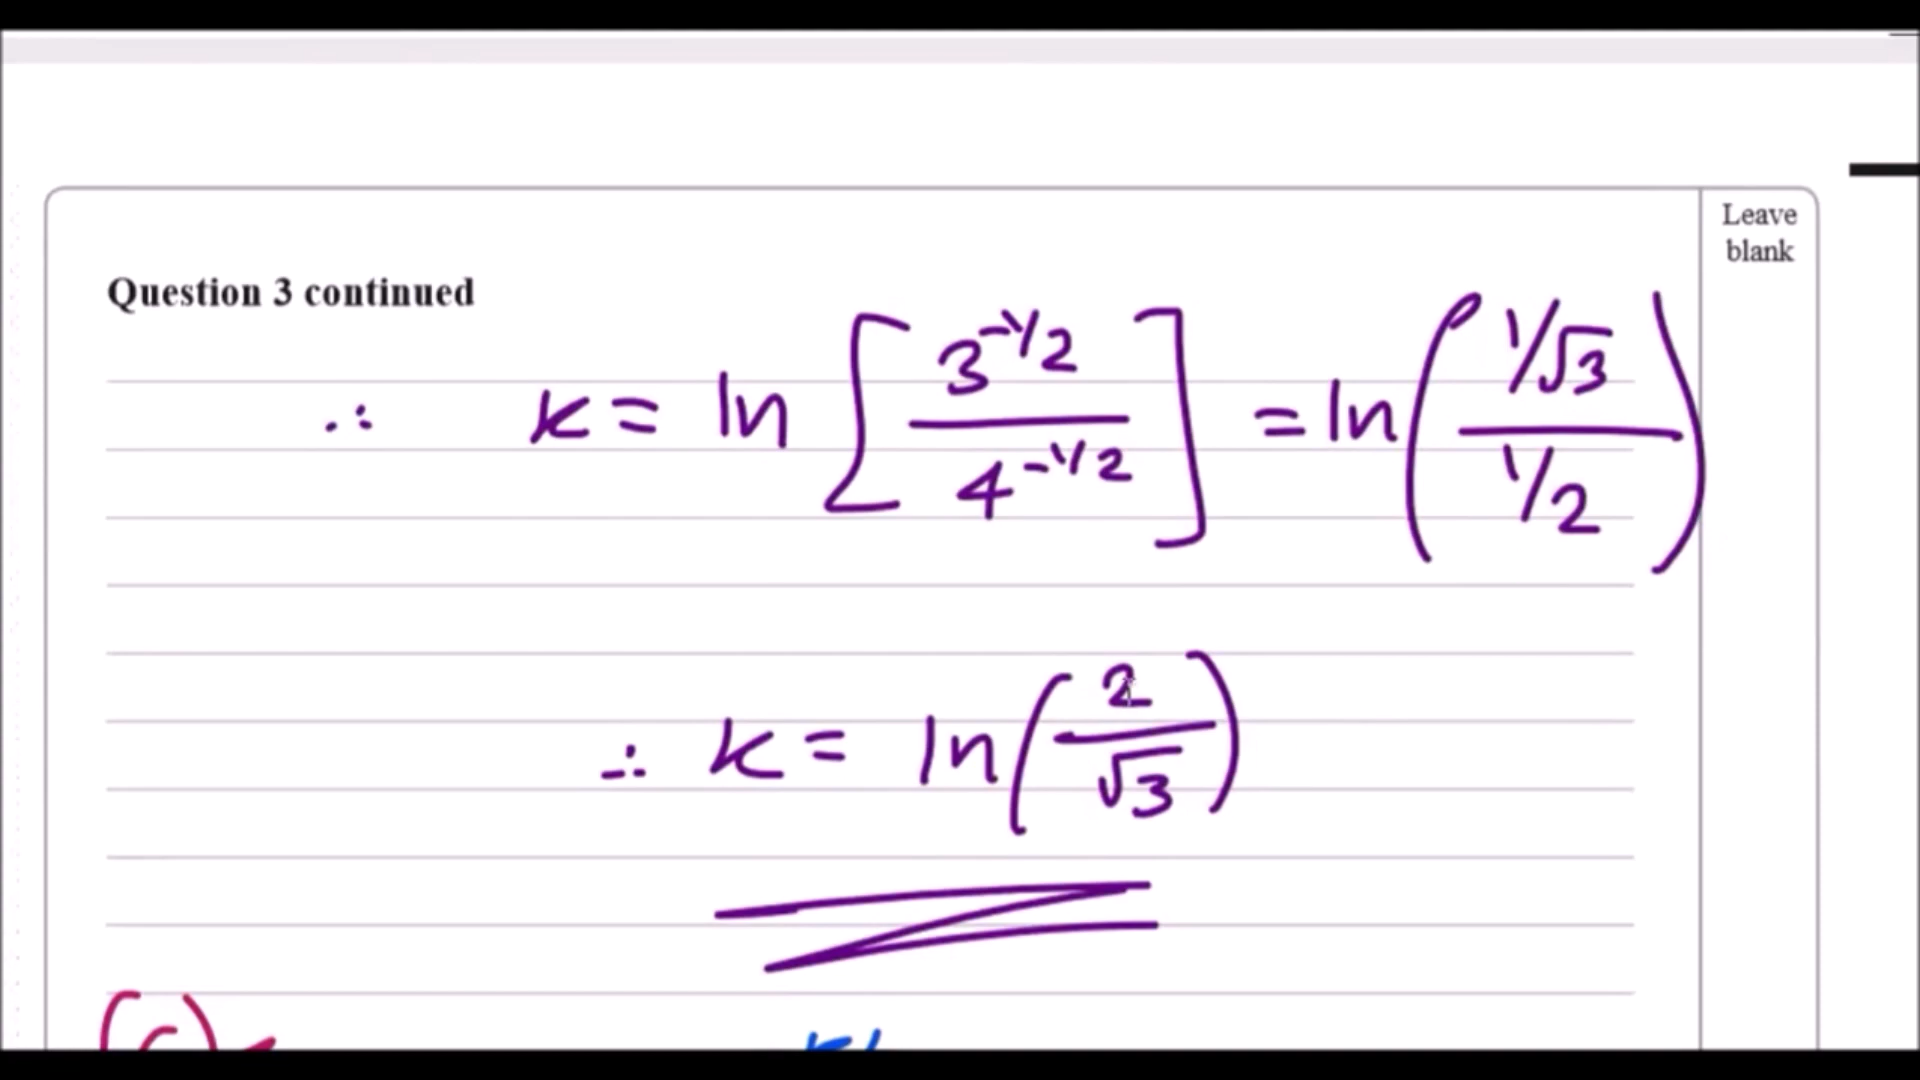 Leave
blank
Question 3 continued
∴ k = ln [ 3^{-1/2} / 4^{-1/2} ] = ln ( 1/√3 / 1/2 )
∴ k = ln ( 2 / √3 )